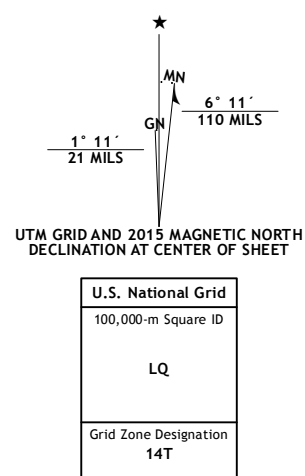 ★
MN
GN
6° 11´
110 MILS
1° 11´
21 MILS
UTM GRID AND 2015 MAGNETIC NORTH
DECLINATION AT CENTER OF SHEET
U.S. National Grid
100,000-m Square ID
LQ
Grid Zone Designation
14T